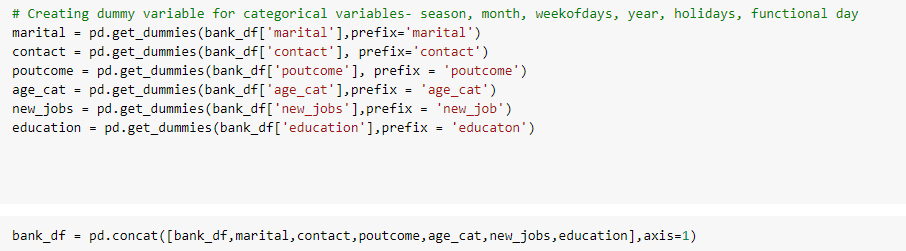 # Creating dummy variable for categorical variables- season, month, weekofdays, year, holidays, functional day
marital = pd.get_dummies(bank_df['marital'],prefix='marital')
contact = pd.get_dummies(bank_df['contact'], prefix='contact')
poutcome = pd.get_dummies(bank_df['poutcome'], prefix = 'poutcome')
age_cat = pd.get_dummies(bank_df['age_cat'],prefix = 'age_cat')
new_jobs = pd.get_dummies(bank_df['new_jobs'],prefix = 'new_job')
education = pd.get_dummies(bank_df['education'],prefix = 'educaton')
bank_df = pd.concat([bank_df,marital,contact,poutcome,age_cat,new_jobs,education],axis=1)